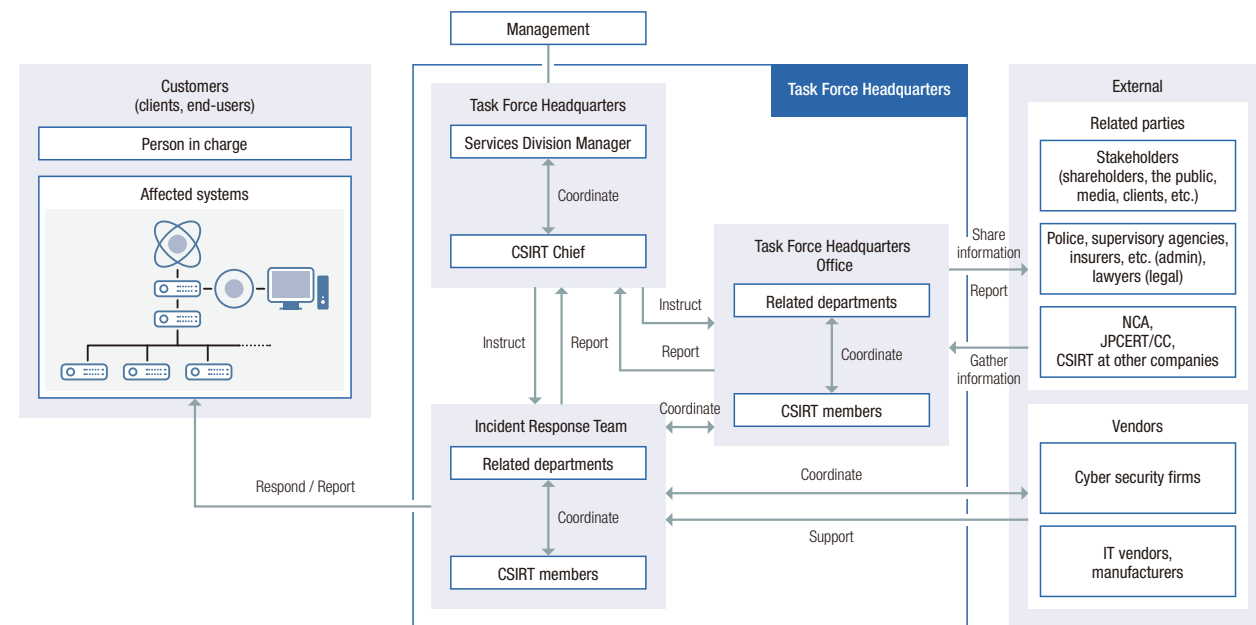 Management
Customers
(clients, end-users)
Person in charge
Affected systems
Respond / Report
Task Force Headquarters
Task Force Headquarters
Services Division Manager
Coordinate
CSIRT Chief
Instruct
Report
Instruct
Report
Task Force Headquarters
Office
Related departments
Coordinate
CSIRT members
Coordinate
Incident Response Team
Related departments
Coordinate
CSIRT members
Share
information
Report
Gather
information
Coordinate
Support
External
Related parties
Stakeholders
(shareholders, the public,
media, clients, etc.)
Police, supervisory agencies,
insurers, etc. (admin),
lawyers (legal)
NCA,
JPCERT/CC,
CSIRT at other companies
Vendors
Cyber security firms
IT vendors,
manufacturers